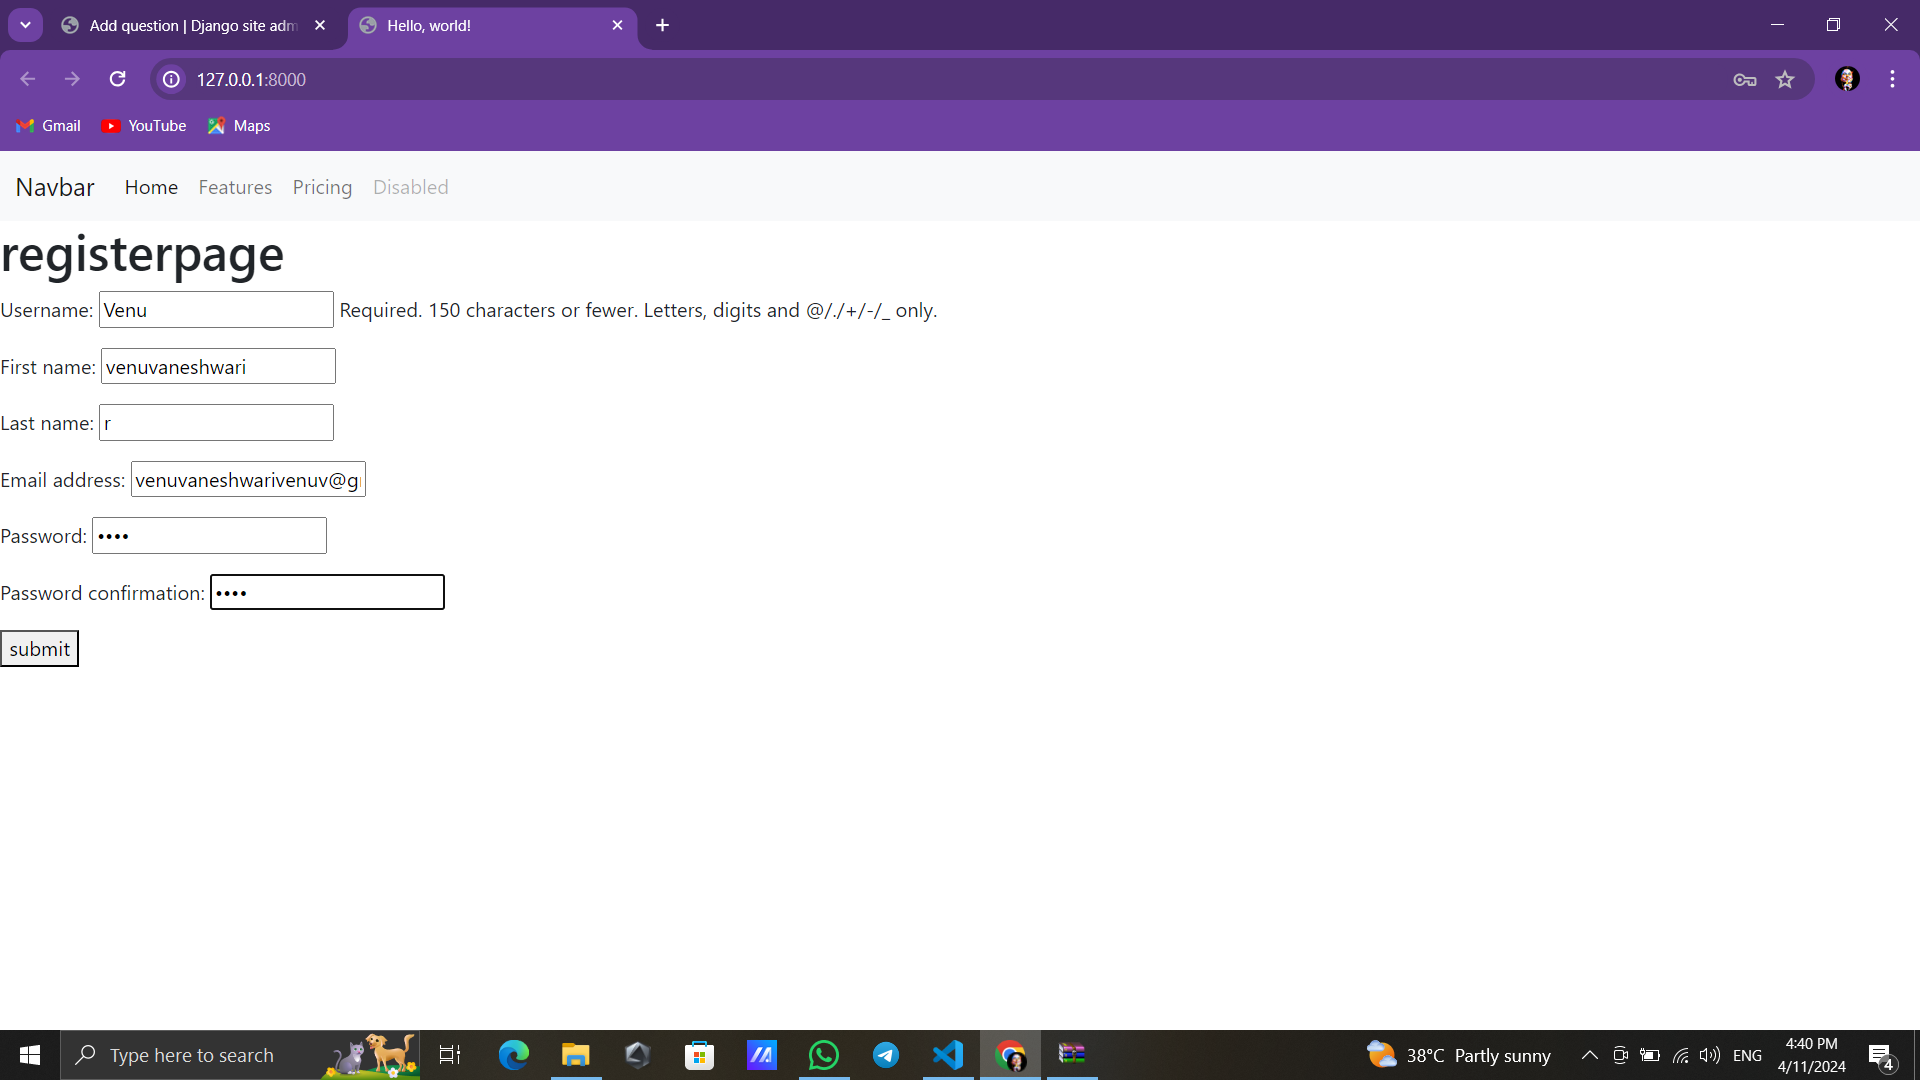 Add question | Django site adm
Hello, world!
127.0.0.1:8000
Gmail YouTube Maps
Navbar Home Features Pricing Disabled
registerpage
Username: Venu Required. 150 characters or fewer. Letters, digits and @/./+/-/_ only.
First name: venuvaneshwari
Last name: r
Email address: venuvaneshwarivenuv@g
Password: ••••
Password confirmation: ••••
submit
Type here to search
38°C Partly sunny
ENG
4:40 PM
4/11/2024
4